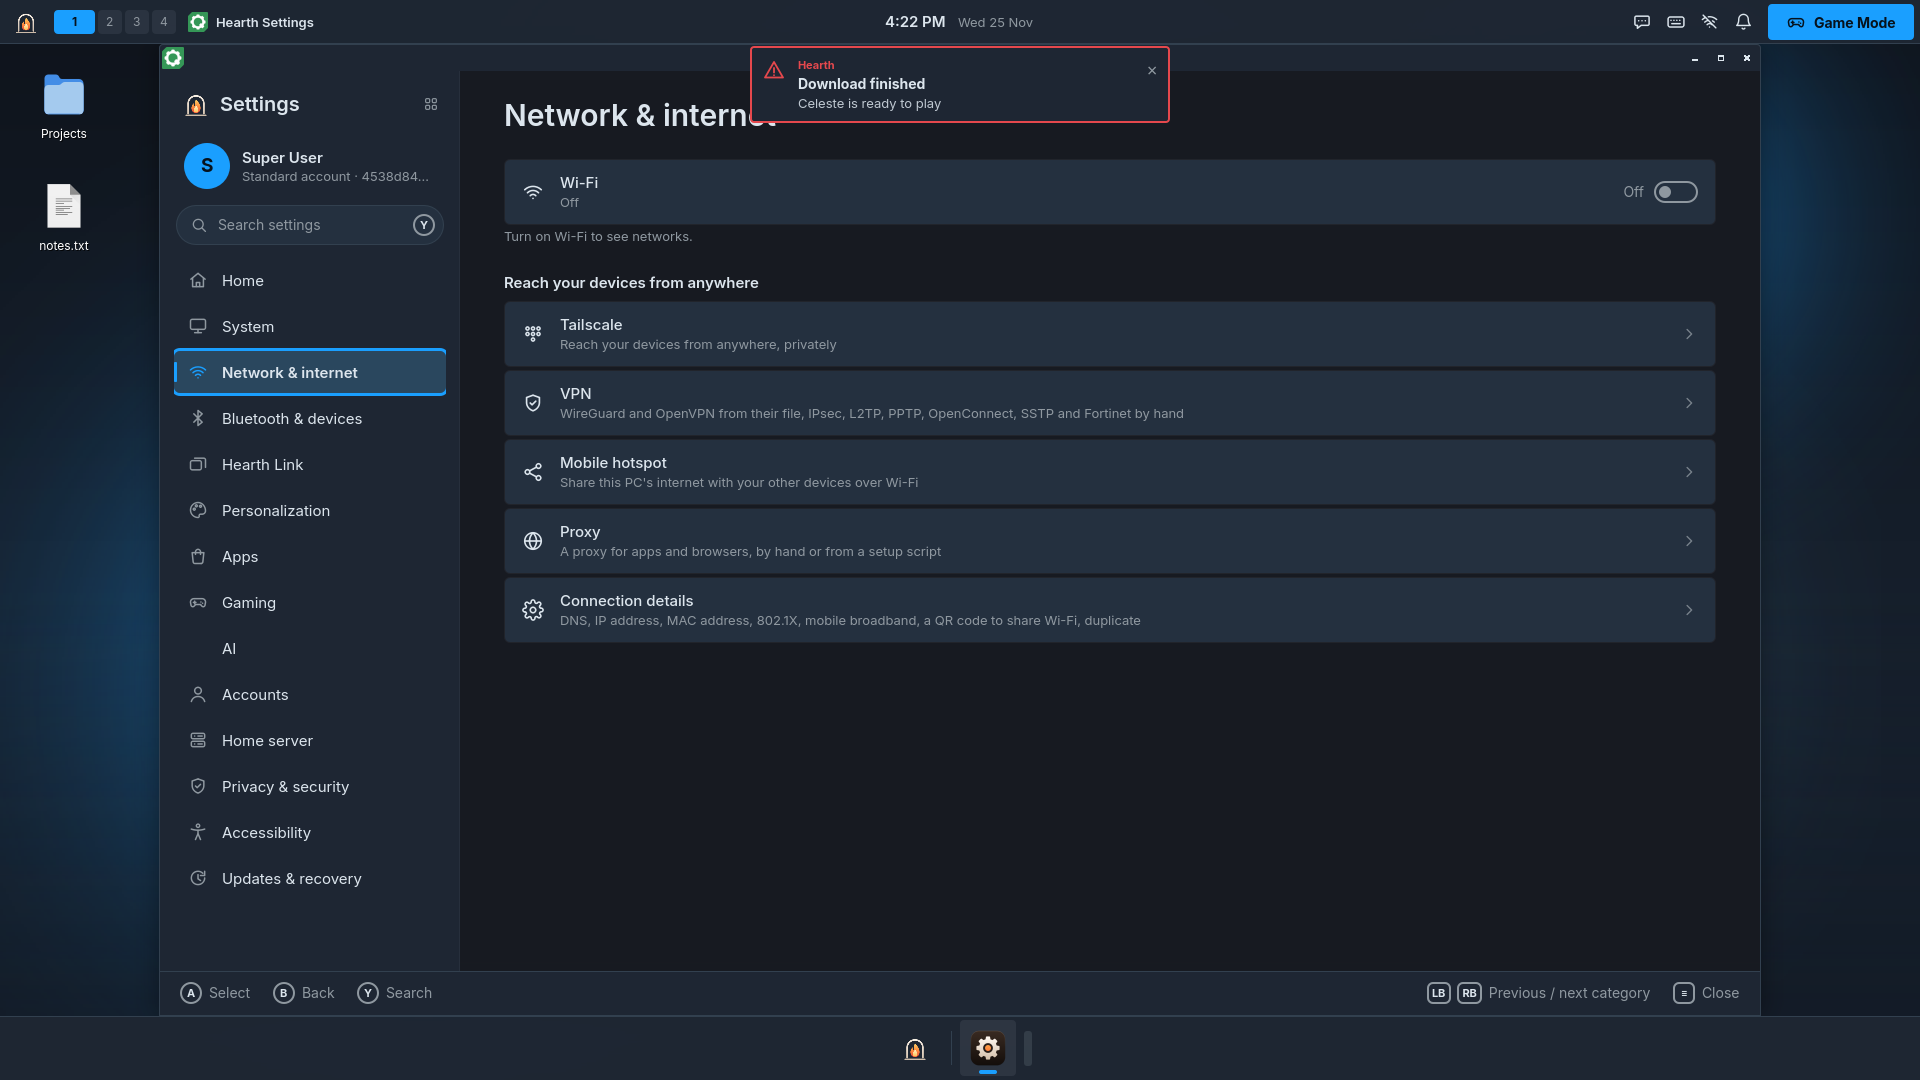 1
2
3
4
Hearth Settings
4:22 PM Wed 25 Nov
Game Mode
Projects
notes.txt
Hearth
Download finished
Celeste is ready to play
Settings
S
Super User
Standard account · 4538d84...
Search settings
Y
Home
System
Network & internet
Bluetooth & devices
Hearth Link
Personalization
Apps
Gaming
AI
Accounts
Home server
Privacy & security
Accessibility
Updates & recovery
Network & internet
Wi-Fi
Off
Off
Turn on Wi-Fi to see networks.
Reach your devices from anywhere
Tailscale
Reach your devices from anywhere, privately
VPN
WireGuard and OpenVPN from their file, IPsec, L2TP, PPTP, OpenConnect, SSTP and Fortinet by hand
Mobile hotspot
Share this PC's internet with your other devices over Wi-Fi
Proxy
A proxy for apps and browsers, by hand or from a setup script
Connection details
DNS, IP address, MAC address, 802.1X, mobile broadband, a QR code to share Wi-Fi, duplicate
A Select
B Back
Y Search
LB RB Previous / next category
Close